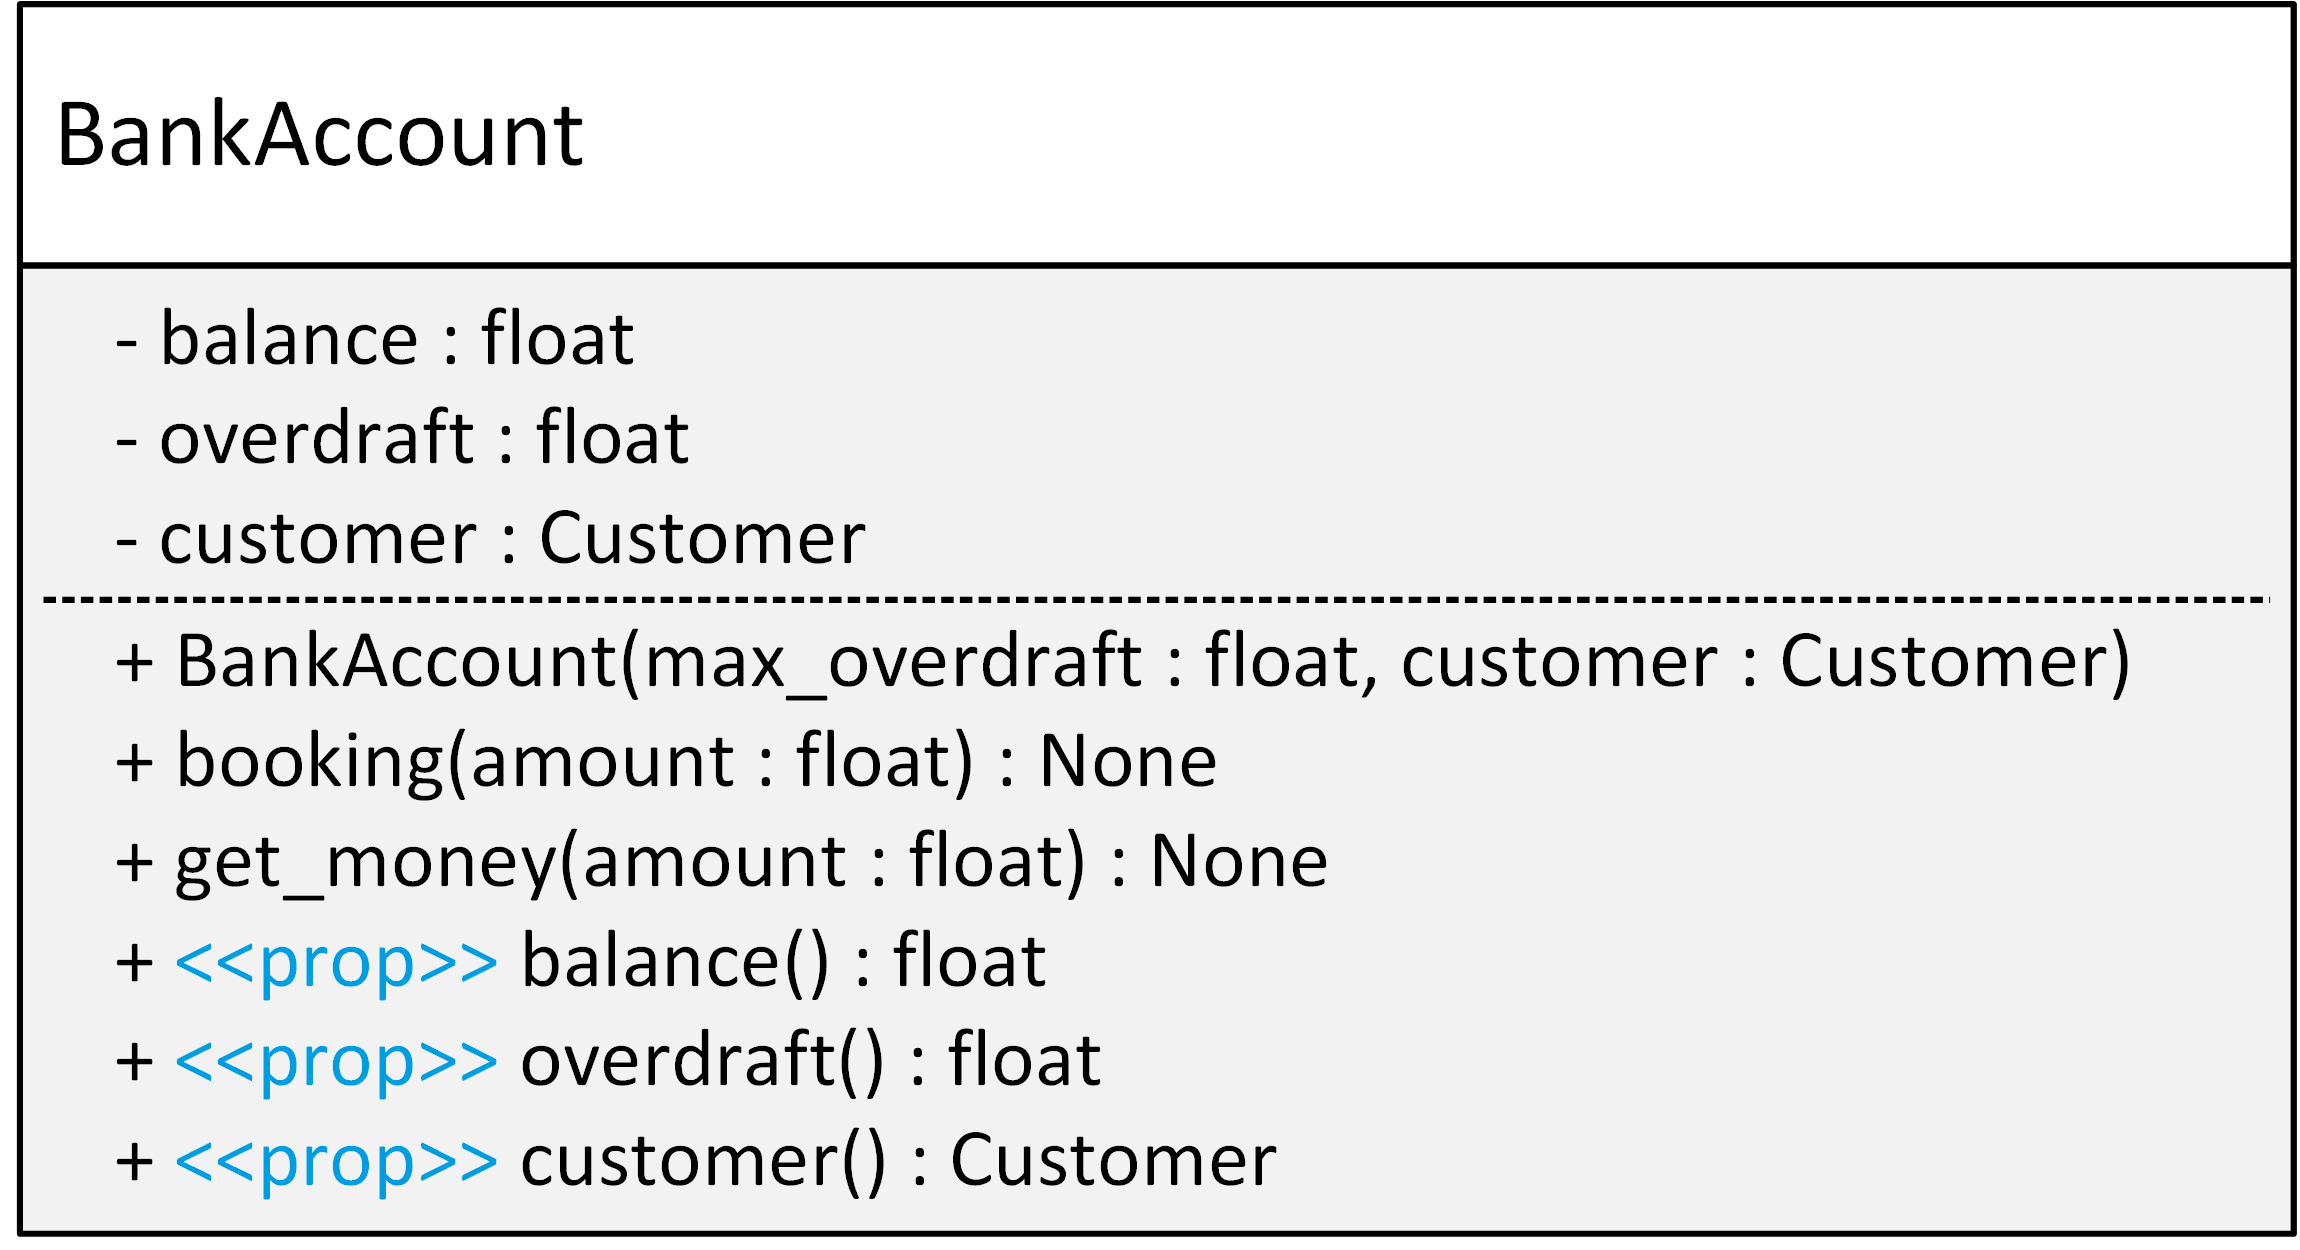 BankAccount
- balance : float
- overdraft : float
- customer : Customer
+ BankAccount(max_overdraft : float, customer : Customer)
+ booking(amount : float) : None
+ get_money(amount : float) : None
+ <<prop>> balance() : float
+ <<prop>> overdraft() : float
+ <<prop>> customer() : Customer